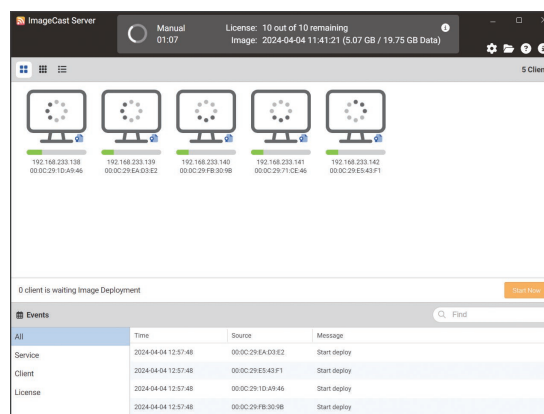 ImageCast Server
Manual
01:07
License: 10 out of 10 remaining
Image: 2024-04-04 11:41:21 (5.07 GB / 19.75 GB Data)
5 Clien
192.168.233.138
00:0C:29:1D:A9:46
192.168.233.139
00:0C:29:EA:D3:E2
192.168.233.140
00:0C:29:FB:30:9B
192.168.233.141
00:0C:29:71:CE:46
192.168.233.142
00:0C:29:E5:43:F1
0 client is waiting Image Deployment
Start Now
Events
Find
All
Service
Client
License
Time Source Message
2024-04-04 12:57:48 00:0C:29:EA:D3:E2 Start deploy
2024-04-04 12:57:48 00:0C:29:E5:43:F1 Start deploy
2024-04-04 12:57:48 00:0C:29:1D:A9:46 Start deploy
2024-04-04 12:57:48 00:0C:29:FB:30:9B Start deploy